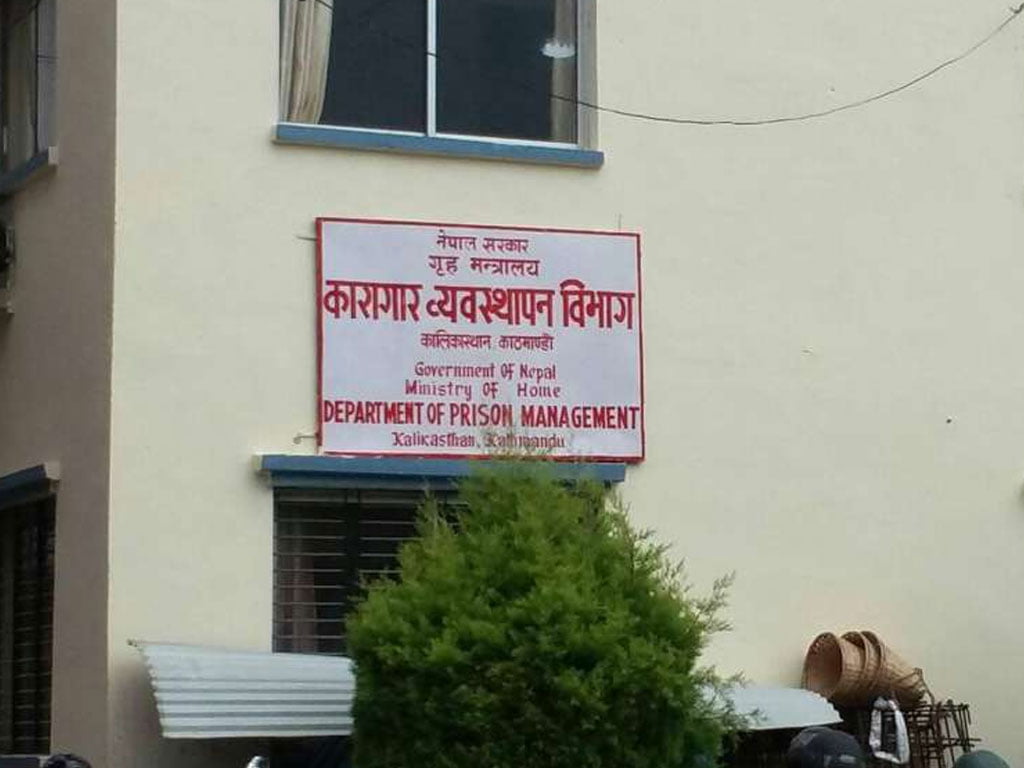 नेपाल सरकार
गृह मन्त्रालय
कारागार व्यवस्थापन विभाग
कालिकास्थान काठमाण्डौ
Government Of Nepal
Ministry Of Home
DEPARTMENT OF PRISON MANAGEMENT
Kalikasthan, Kathmandu